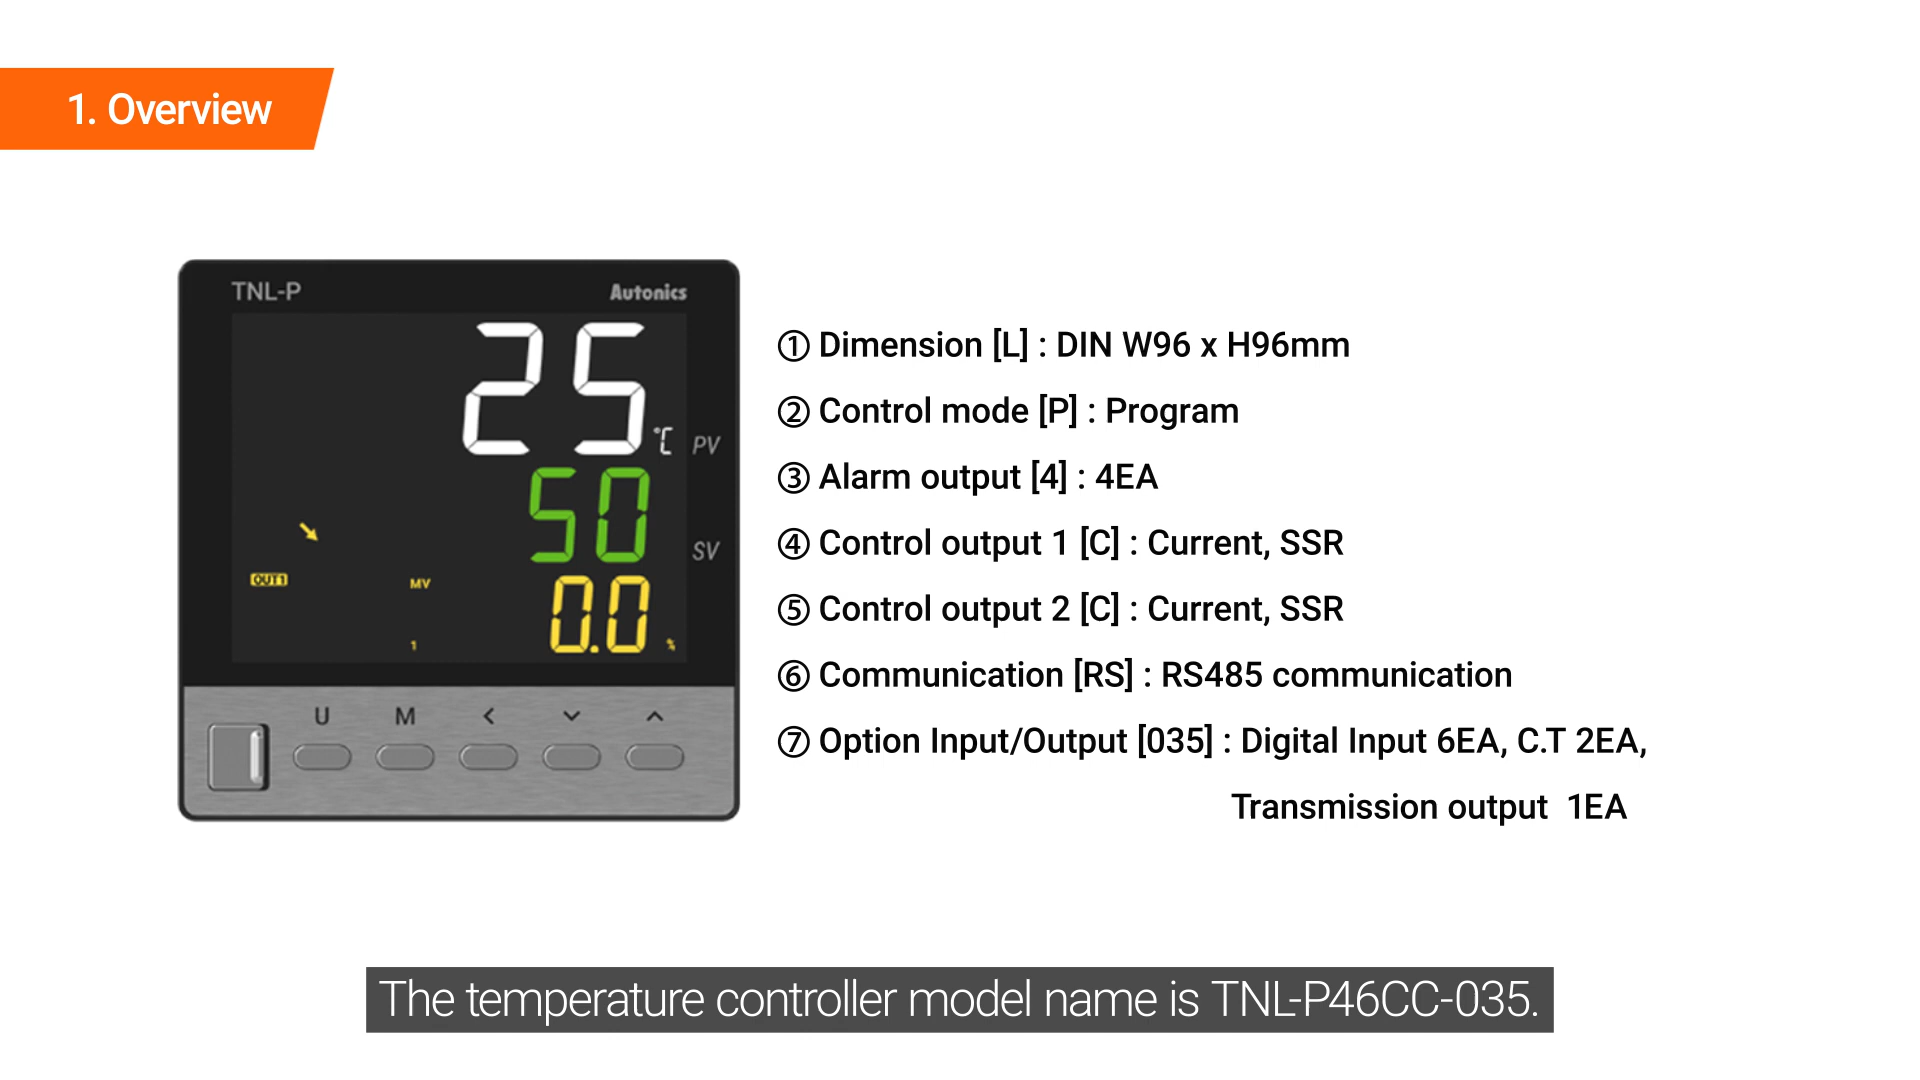 1. Overview
TNL-P
Autonics
25 °C PV
50 SV
OUT1
MV
0.0 %
1
U M
① Dimension [L] : DIN W96 x H96mm
② Control mode [P] : Program
③ Alarm output [4] : 4EA
④ Control output 1 [C] : Current, SSR
⑤ Control output 2 [C] : Current, SSR
⑥ Communication [RS] : RS485 communication
⑦ Option Input/Output [035] : Digital Input 6EA, C.T 2EA,
Transmission output 1EA
The temperature controller model name is TNL-P46CC-035.